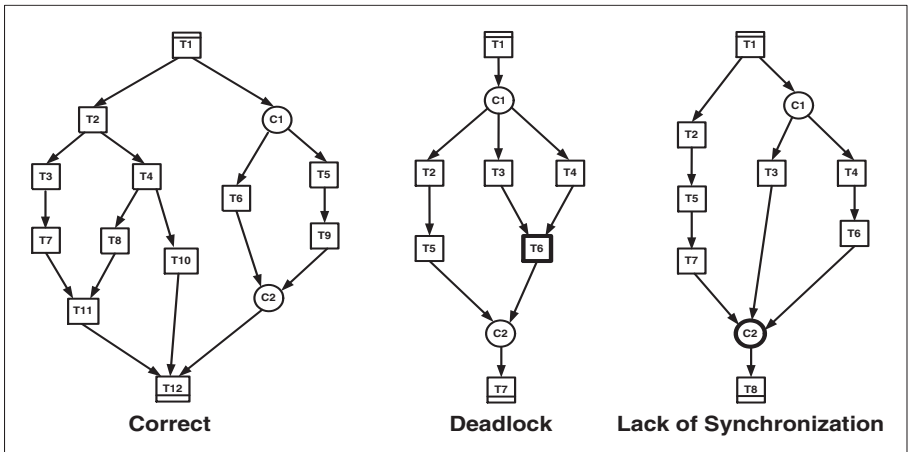 T1
T2
C1
T3
T4
T6
T5
T7
T8
T10
T9
T11
C2
T12
Correct
T1
C1
T2
T3
T4
T5
T6
C2
T7
Deadlock
T1
C1
T2
T3
T4
T5
T6
T7
C2
T8
Lack of Synchronization